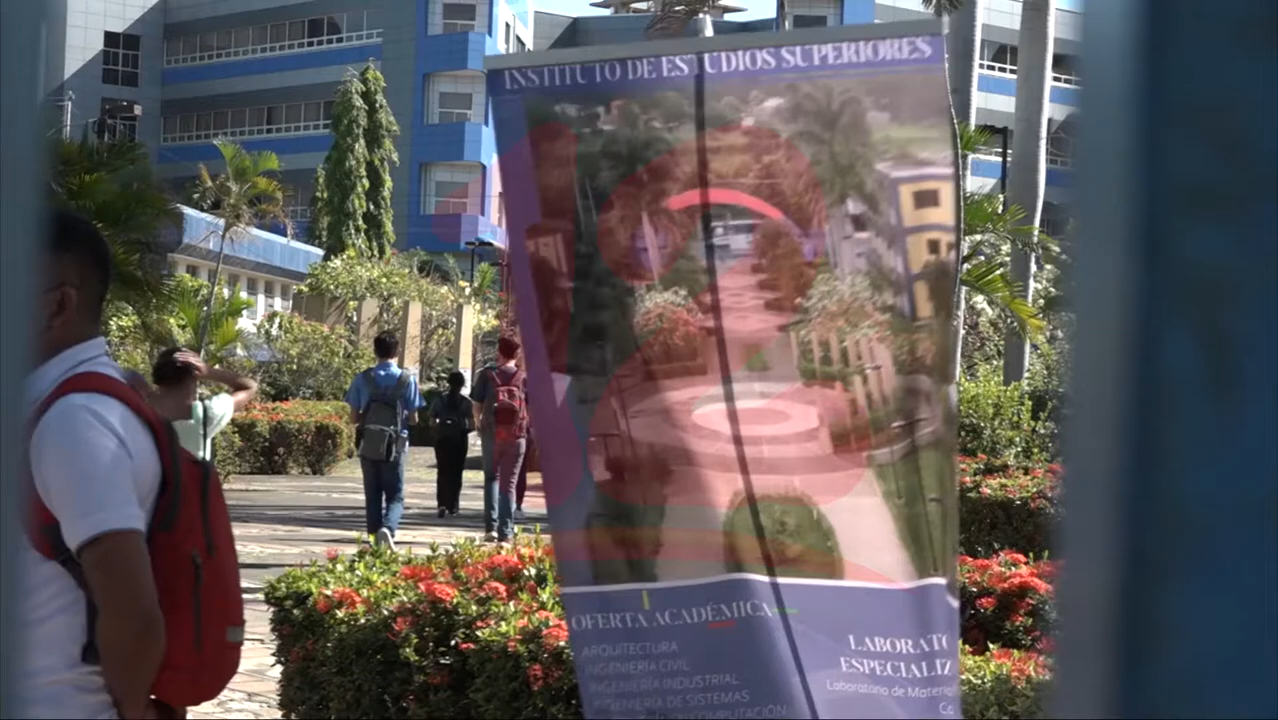 INSTITUTO DE ESTUDIOS SUPERIORES
OFERTA ACADÉMICA
ARQUITECTURA
INGENIERÍA CIVIL
INGENIERÍA INDUSTRIAL
INGENIERÍA DE SISTEMAS
COMPUTACIÓN
LABORATO
ESPECIALIZ
Laboratorio de Materia